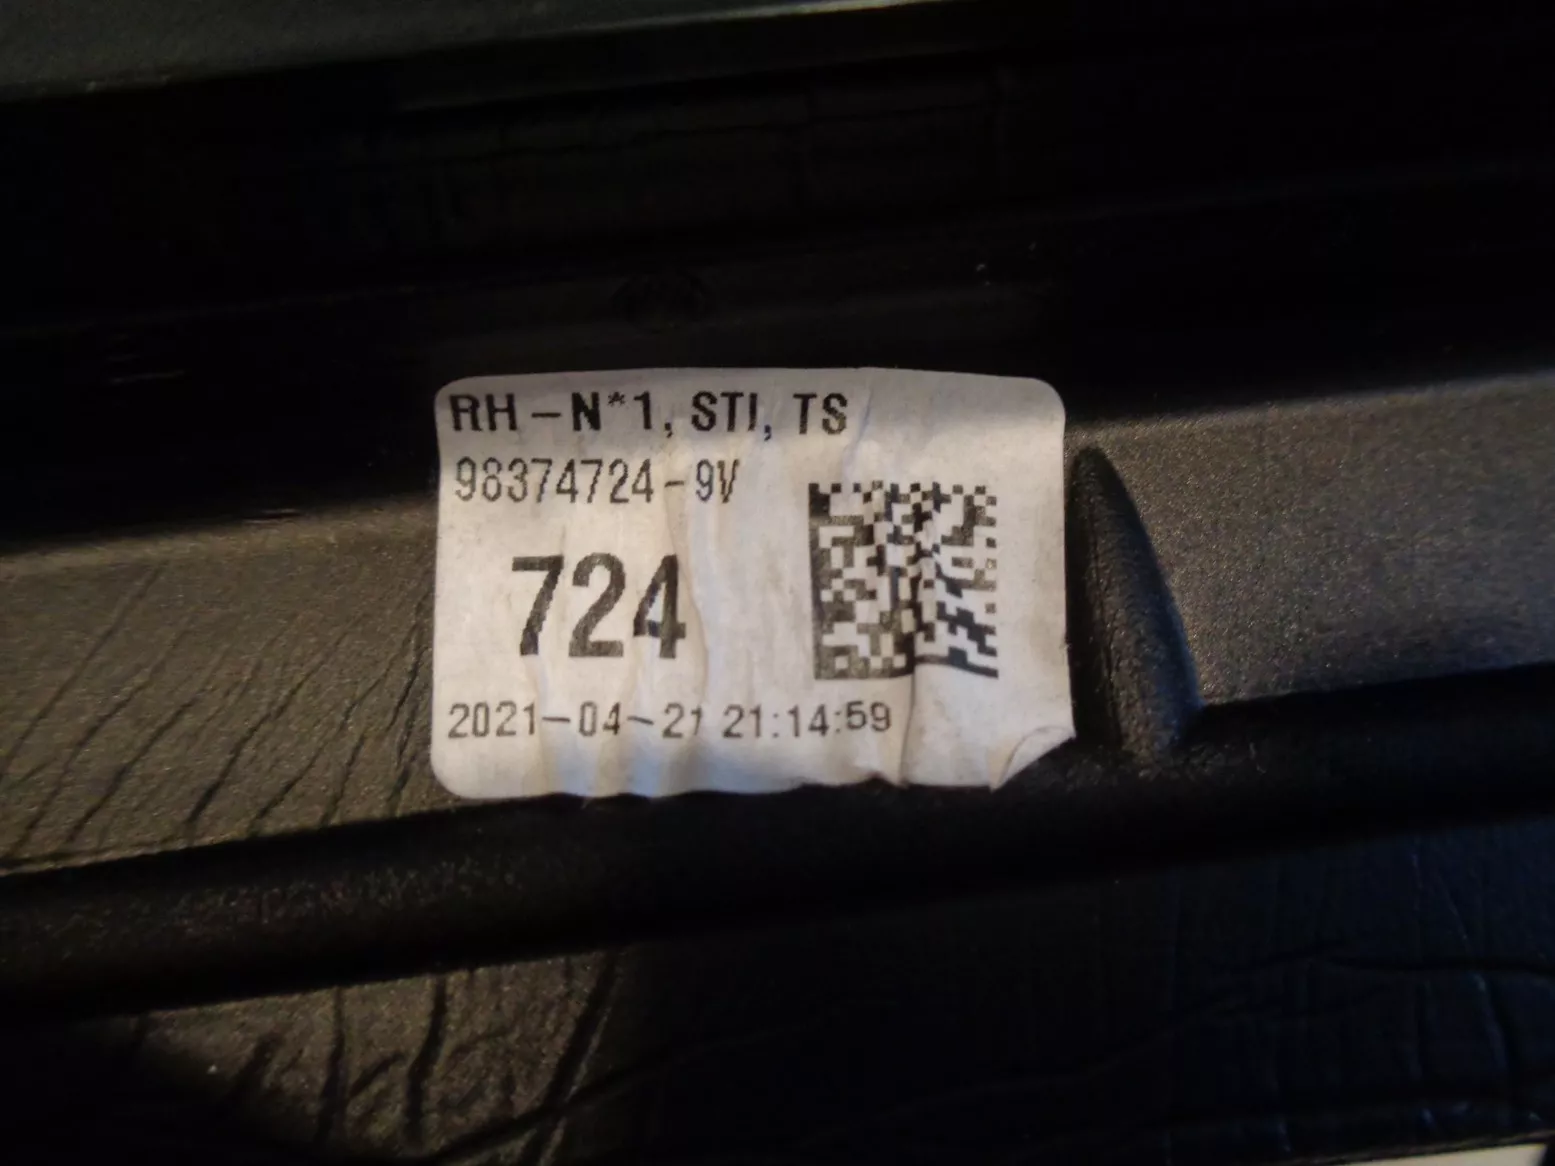 RH-N*1, STI, TS
98374724-9V
724
2021-04-21 21:14:59